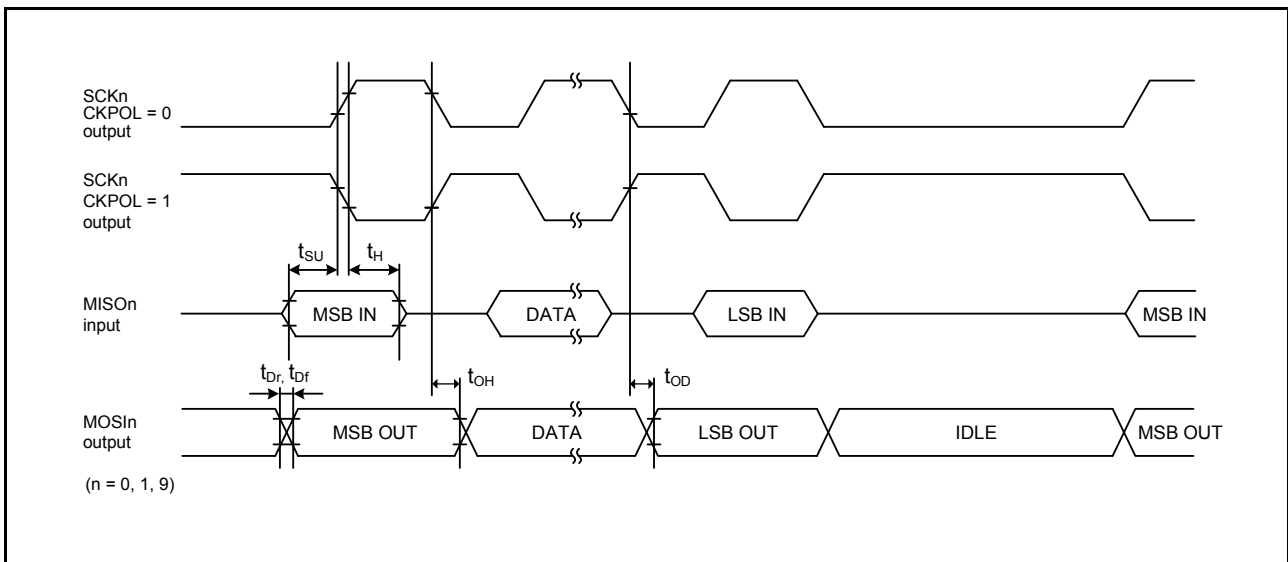 SCKn
CKPOL = 0
output
SCKn
CKPOL = 1
output
tSU
tH
MISOn
input
MSB IN
DATA
LSB IN
MSB IN
tDr, tDf
tOH
tOD
MOSIn
output
MSB OUT
DATA
LSB OUT
IDLE
MSB OUT
(n = 0, 1, 9)